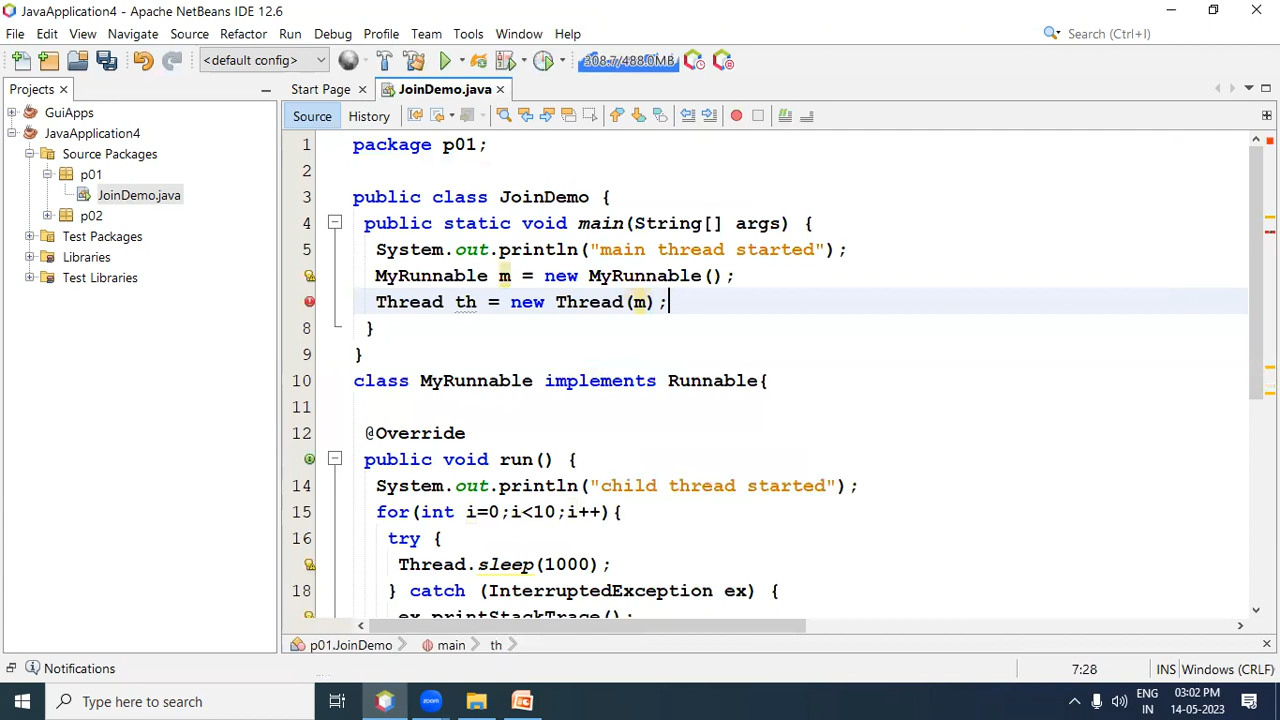 JavaApplication4 - Apache NetBeans IDE 12.6
File Edit View Navigate Source Refactor Run Debug Profile Team Tools Window Help
Search (Ctrl+I)
<default config>
308.7/488.0MB
Projects
Start Page
JoinDemo.java
GuiApps
JavaApplication4
Source Packages
p01
JoinDemo.java
p02
Test Packages
Libraries
Test Libraries
Source History
1 package p01;
2
3 public class JoinDemo {
4 public static void main(String[] args) {
5 System.out.println("main thread started");
MyRunnable m = new MyRunnable();
Thread th = new Thread(m);
8 }
9 }
10 class MyRunnable implements Runnable{
11
12 @Override
public void run() {
14 System.out.println("child thread started");
15 for(int i=0;i<10;i++){
16 try {
Thread.sleep(1000);
18 } catch (InterruptedException ex) {
ex.printStackTrace();
p01.JoinDemo main th
Notifications
7:28 INS Windows (CRLF)
Type here to search
zoom
ENG
IN
03:02 PM
14-05-2023